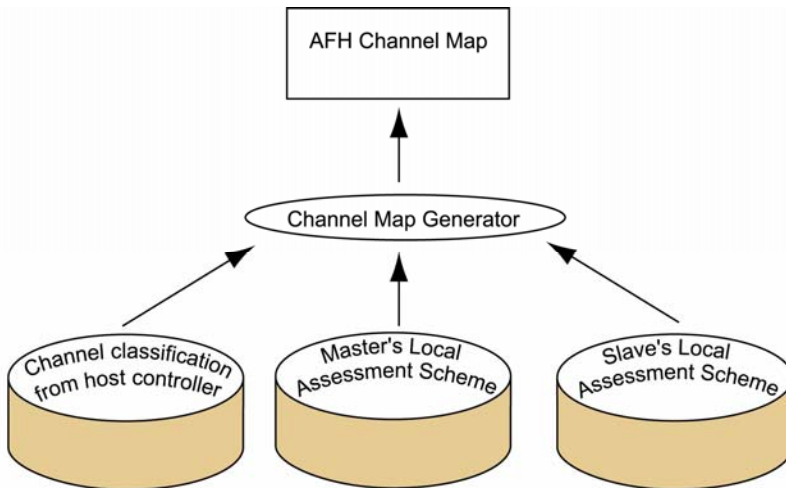 AFH Channel Map
Channel Map Generator
Channel classification
from host controller
Master's Local
Assessment Scheme
Slave's Local
Assessment Scheme